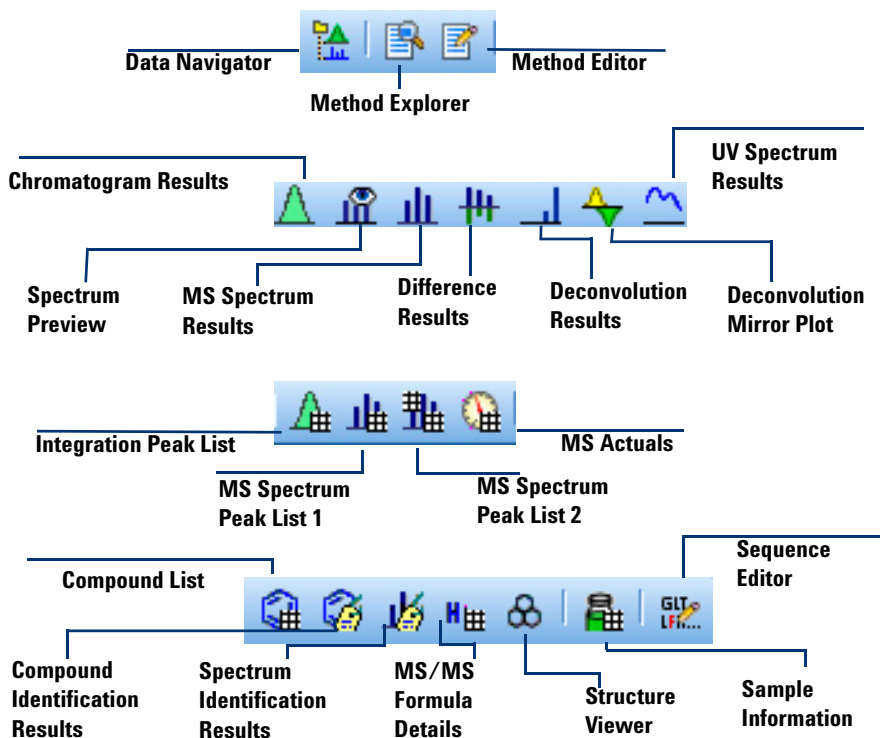 Data Navigator
Method Editor
Method Explorer
UV Spectrum
Results
Chromatogram Results
Spectrum
Preview
MS Spectrum
Results
Difference
Results
Deconvolution
Results
Deconvolution
Mirror Plot
Integration Peak List
MS Actuals
MS Spectrum
Peak List 1
MS Spectrum
Peak List 2
Sequence
Editor
Compound List
H
GLT
LFN...
Compound
Identification
Results
Spectrum
Identification
Results
MS/MS
Formula
Details
Structure
Viewer
Sample
Information